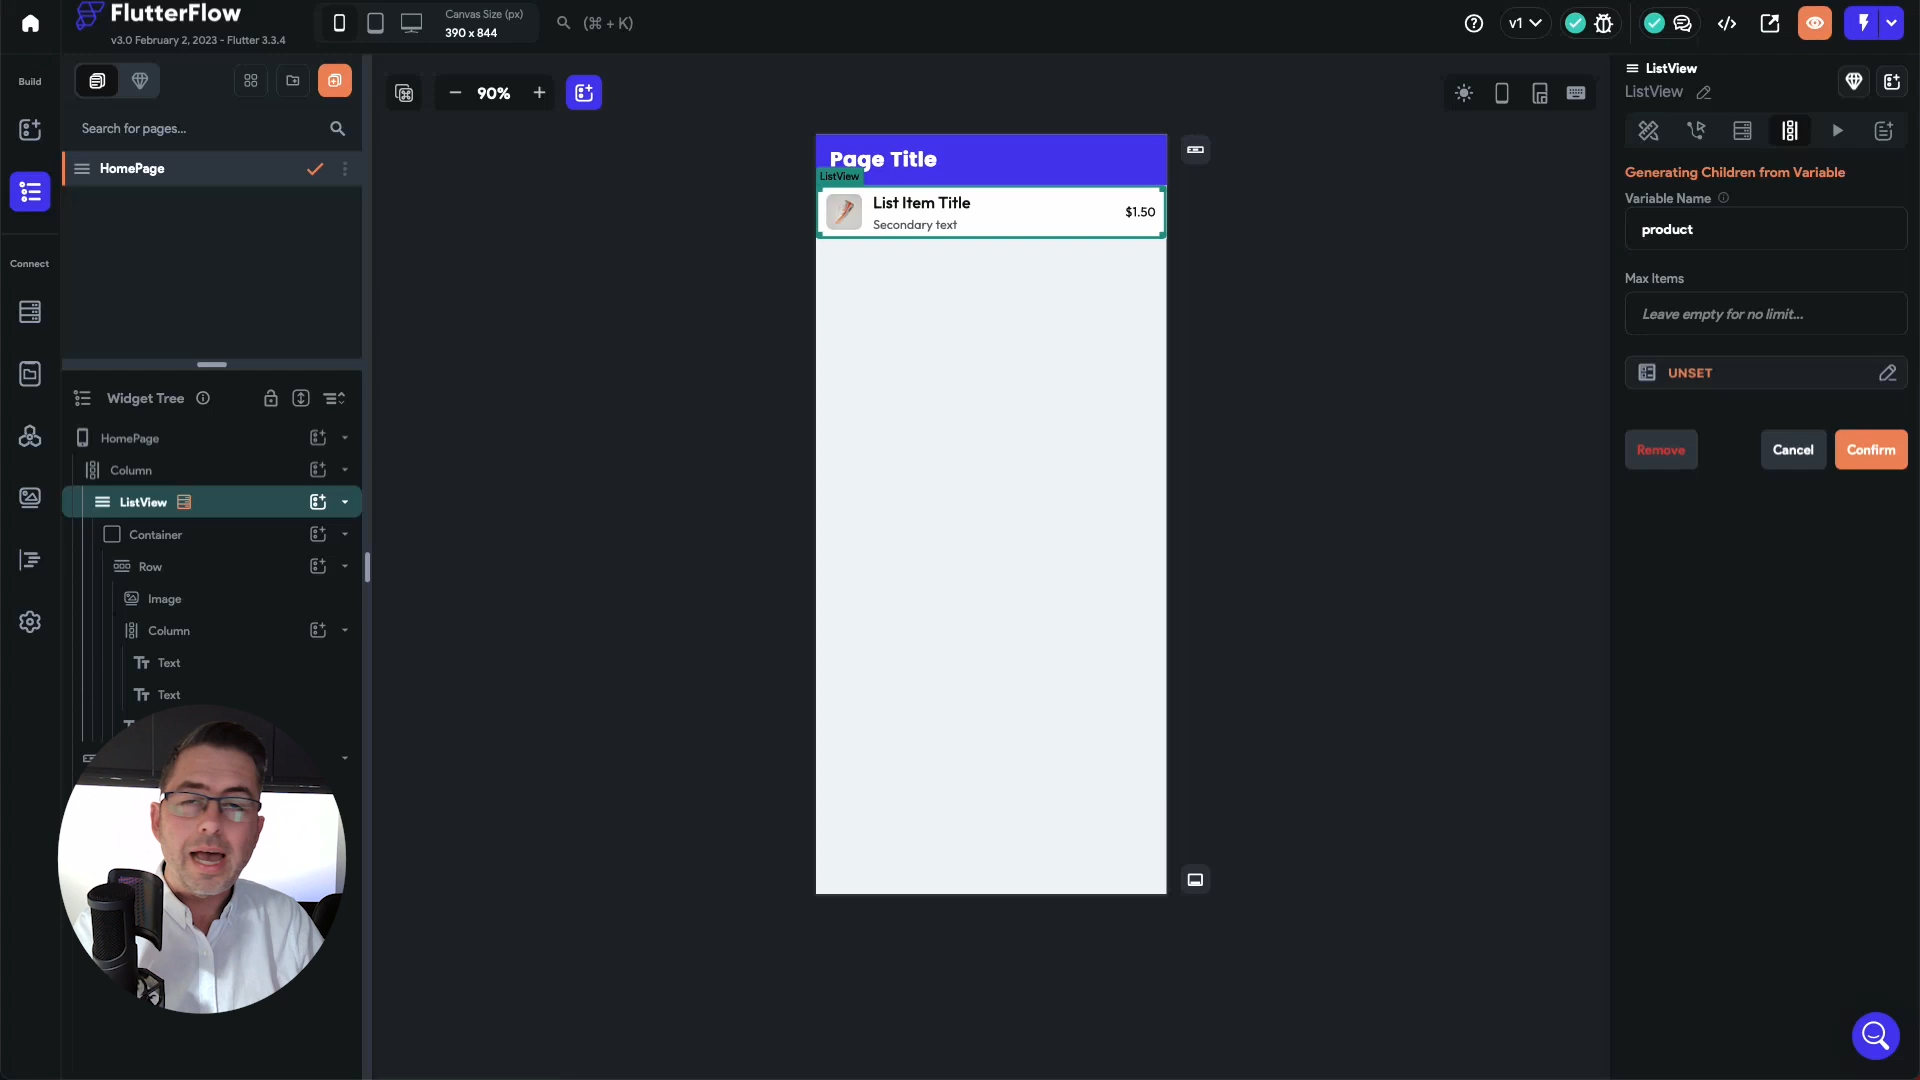 FlutterFlow
v3.0 February 2, 2023 - Flutter 3.3.4
Canvas Size (px)
390 x 844
(⌘ + K)
v1
Build
Search for pages...
HomePage
Connect
Widget Tree
HomePage
Column
ListView
Container
Row
Image
Column
Tт Text
Tт Text
90%
Page Title
ListView
List Item Title
Secondary text
$1.50
ListView
ListView
Generating Children from Variable
Variable Name
product
Max Items
Leave empty for no limit...
UNSET
Remove
Cancel
Confirm